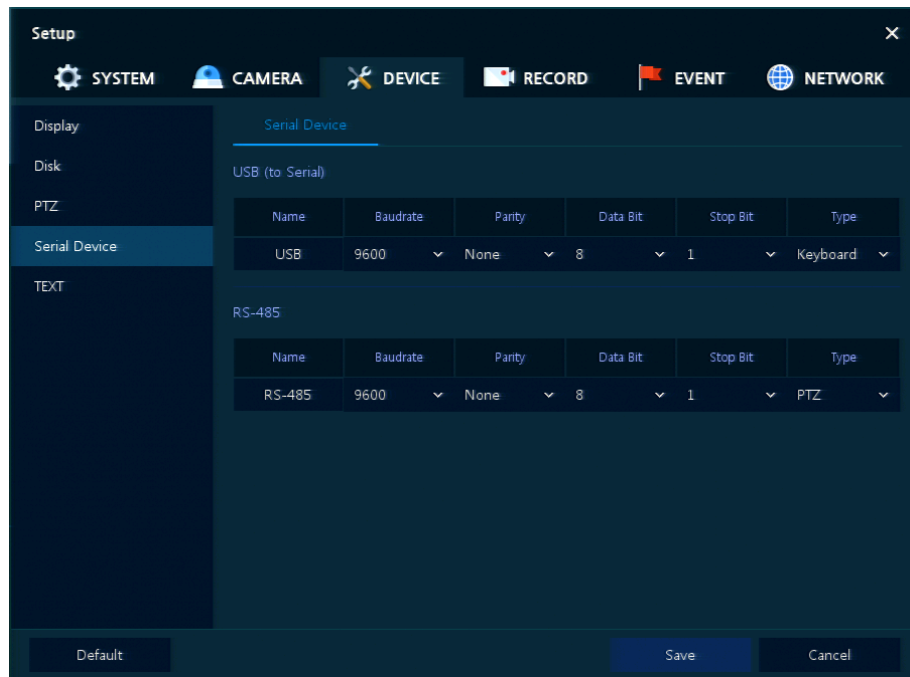 Setup
SYSTEM CAMERA DEVICE RECORD EVENT NETWORK
Display
Disk
PTZ
Serial Device
TEXT
Serial Device
USB (to Serial)
Name Baudrate Parity Data Bit Stop Bit Type
USB 9600 None 8 1 Keyboard
RS-485
Name Baudrate Parity Data Bit Stop Bit Type
RS-485 9600 None 8 1 PTZ
Default Save Cancel